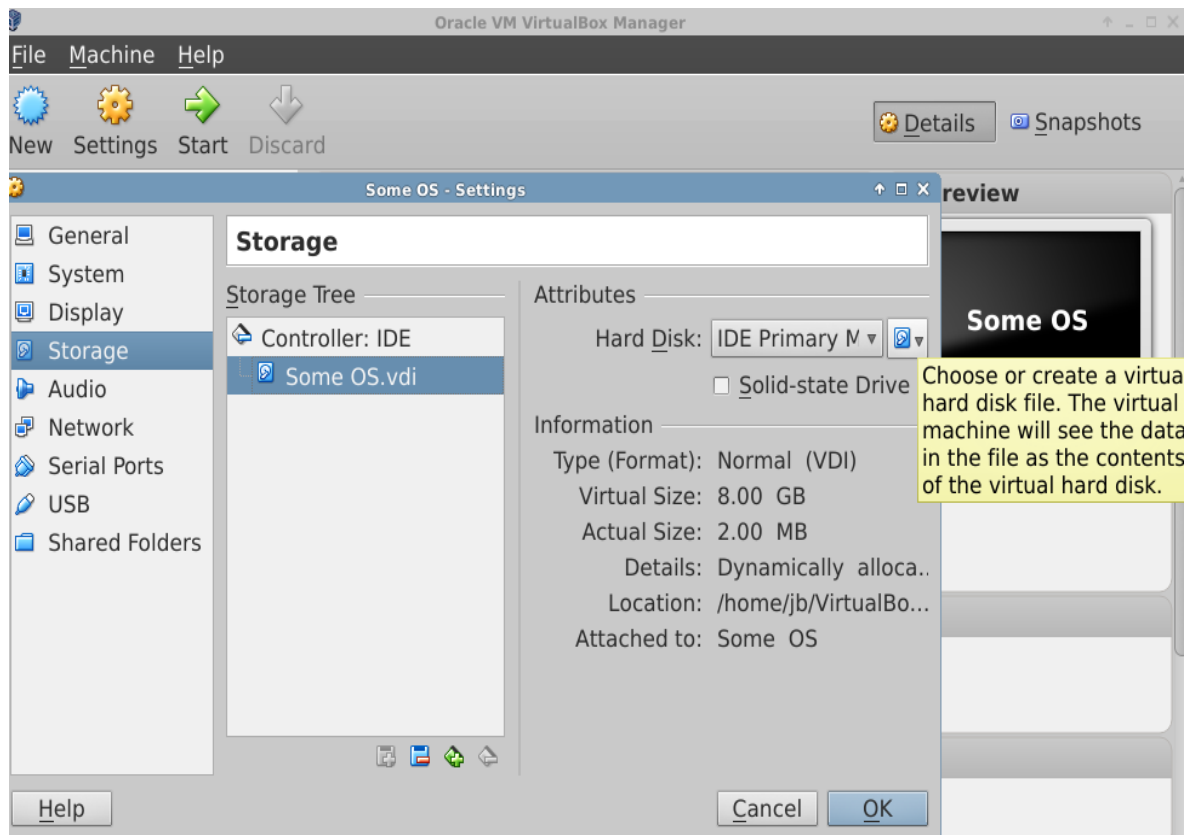 Oracle VM VirtualBox Manager
File Machine Help
New Settings Start Discard
Details Snapshots
Some OS - Settings
review
General
System
Display
Storage
Audio
Network
Serial Ports
USB
Shared Folders
Storage
Storage Tree
Controller: IDE
Some OS.vdi
Attributes
Hard Disk: IDE Primary M
Solid-state Drive
Information
Type (Format): Normal (VDI)
Virtual Size: 8.00 GB
Actual Size: 2.00 MB
Details: Dynamically alloca..
Location: /home/jb/VirtualBo...
Attached to: Some OS
Some OS
Choose or create a virtua
hard disk file. The virtual
machine will see the data
in the file as the contents
of the virtual hard disk.
Help
Cancel OK